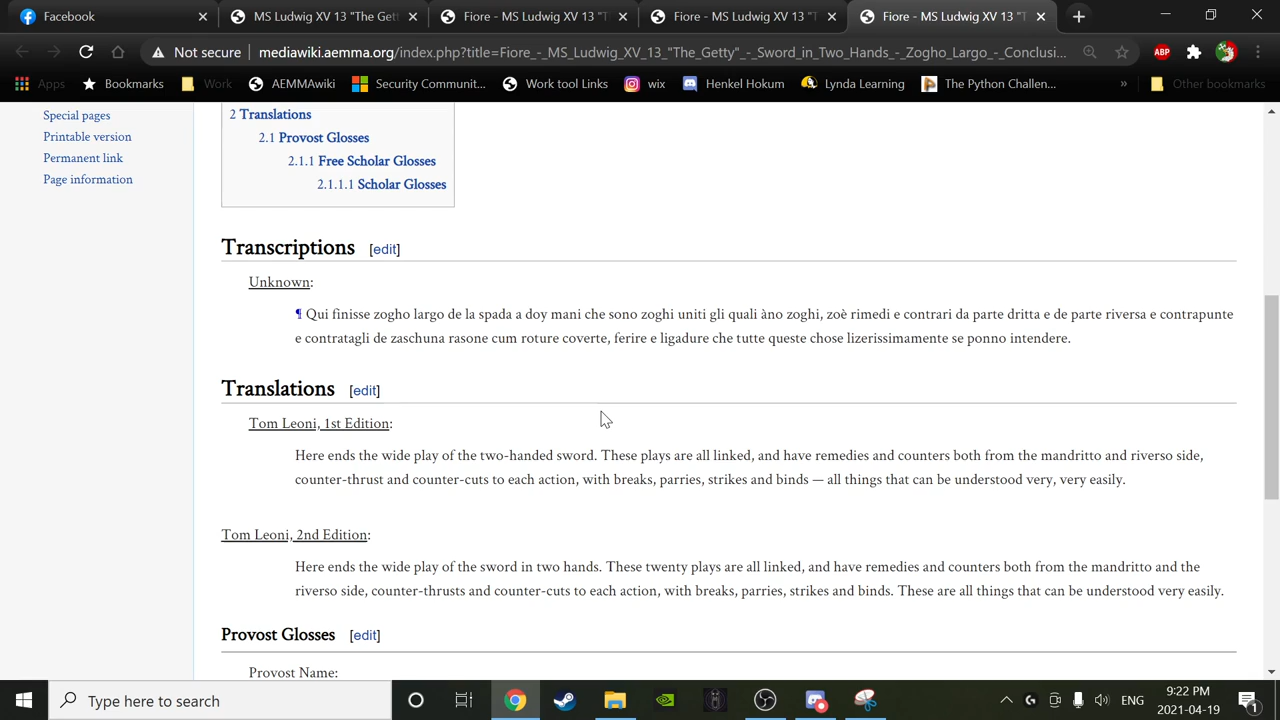 Facebook
MS Ludwig XV 13 "The Gett
Fiore - MS Ludwig XV 13 "T
Fiore - MS Ludwig XV 13 "T
Fiore - MS Ludwig XV 13 "T
Not secure
mediawiki.aemma.org/index.php?title=Fiore_-_MS_Ludwig_XV_13_"The_Getty"_-_Sword_in_Two_Hands_-_Zogho_Largo_-_Conclusi...
ABP
Apps
Bookmarks
Work
AEMMAwiki
Security Communit...
Work tool Links
wix
Henkel Hokum
Lynda Learning
The Python Challen...
»
Other bookmarks
Special pages
Printable version
Permanent link
Page information
2 Translations
2.1 Provost Glosses
2.1.1 Free Scholar Glosses
2.1.1.1 Scholar Glosses
Transcriptions [edit]
Unknown:
¶ Qui finisse zogho largo de la spada a doy mani che sono zoghi uniti gli quali àno zoghi, zoè rimedi e contrari da parte dritta e de parte riversa e contrapunte
e contratagli de zaschuna rasone cum roture coverte, ferire e ligadure che tutte queste chose lizerissimamente se ponno intendere.
Translations [edit]
Tom Leoni, 1st Edition:
Here ends the wide play of the two-handed sword. These plays are all linked, and have remedies and counters both from the mandritto and riverso side,
counter-thrust and counter-cuts to each action, with breaks, parries, strikes and binds — all things that can be understood very, very easily.
Tom Leoni, 2nd Edition:
Here ends the wide play of the sword in two hands. These twenty plays are all linked, and have remedies and counters both from the mandritto and the
riverso side, counter-thrusts and counter-cuts to each action, with breaks, parries, strikes and binds. These are all things that can be understood very easily.
Provost Glosses [edit]
Provost Name:
Type here to search
ENG
9:22 PM
2021-04-19
1